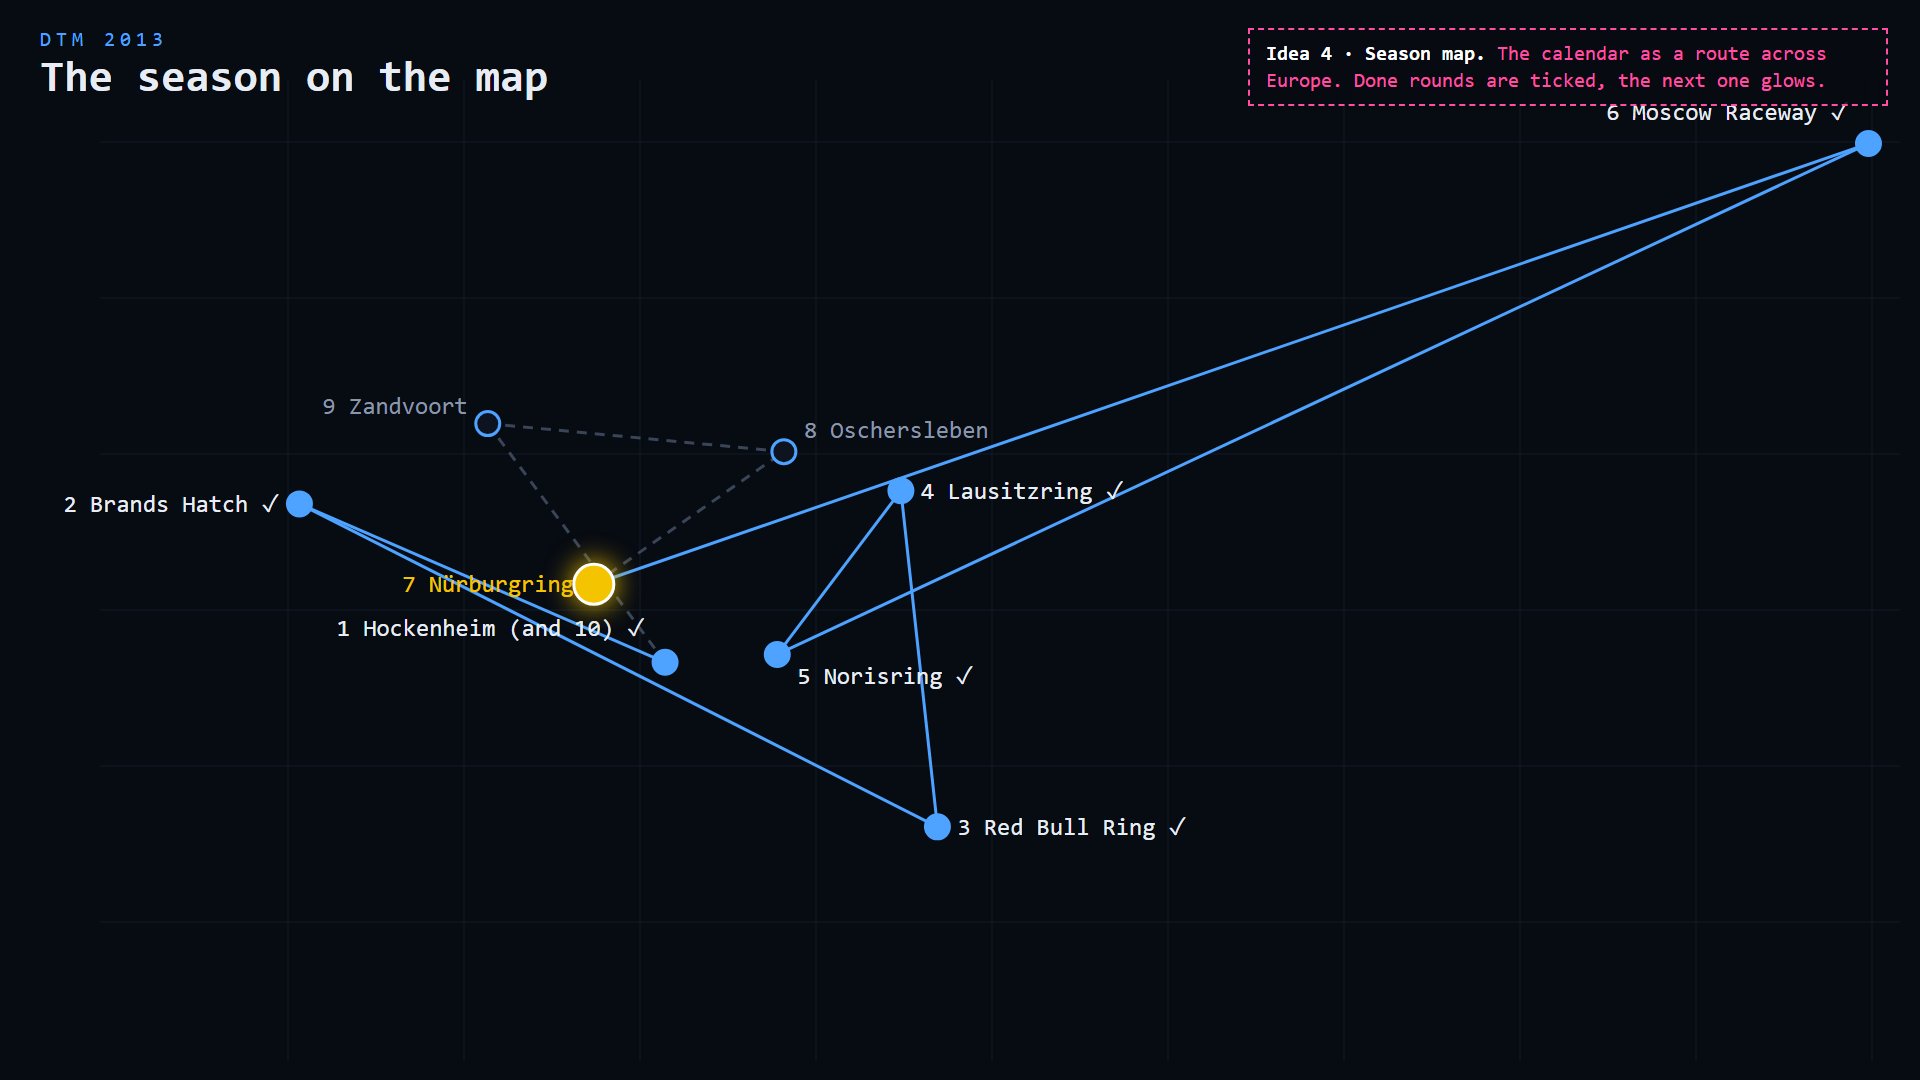 DTM 2013
The season on the map
Idea 4 · Season map. The calendar as a route across
Europe. Done rounds are ticked, the next one glows.
6 Moscow Raceway ✓
9 Zandvoort
8 Oschersleben
4 Lausitzring ✓
2 Brands Hatch ✓
7 Nürburgring
1 Hockenheim (and 10) ✓
5 Norisring ✓
3 Red Bull Ring ✓